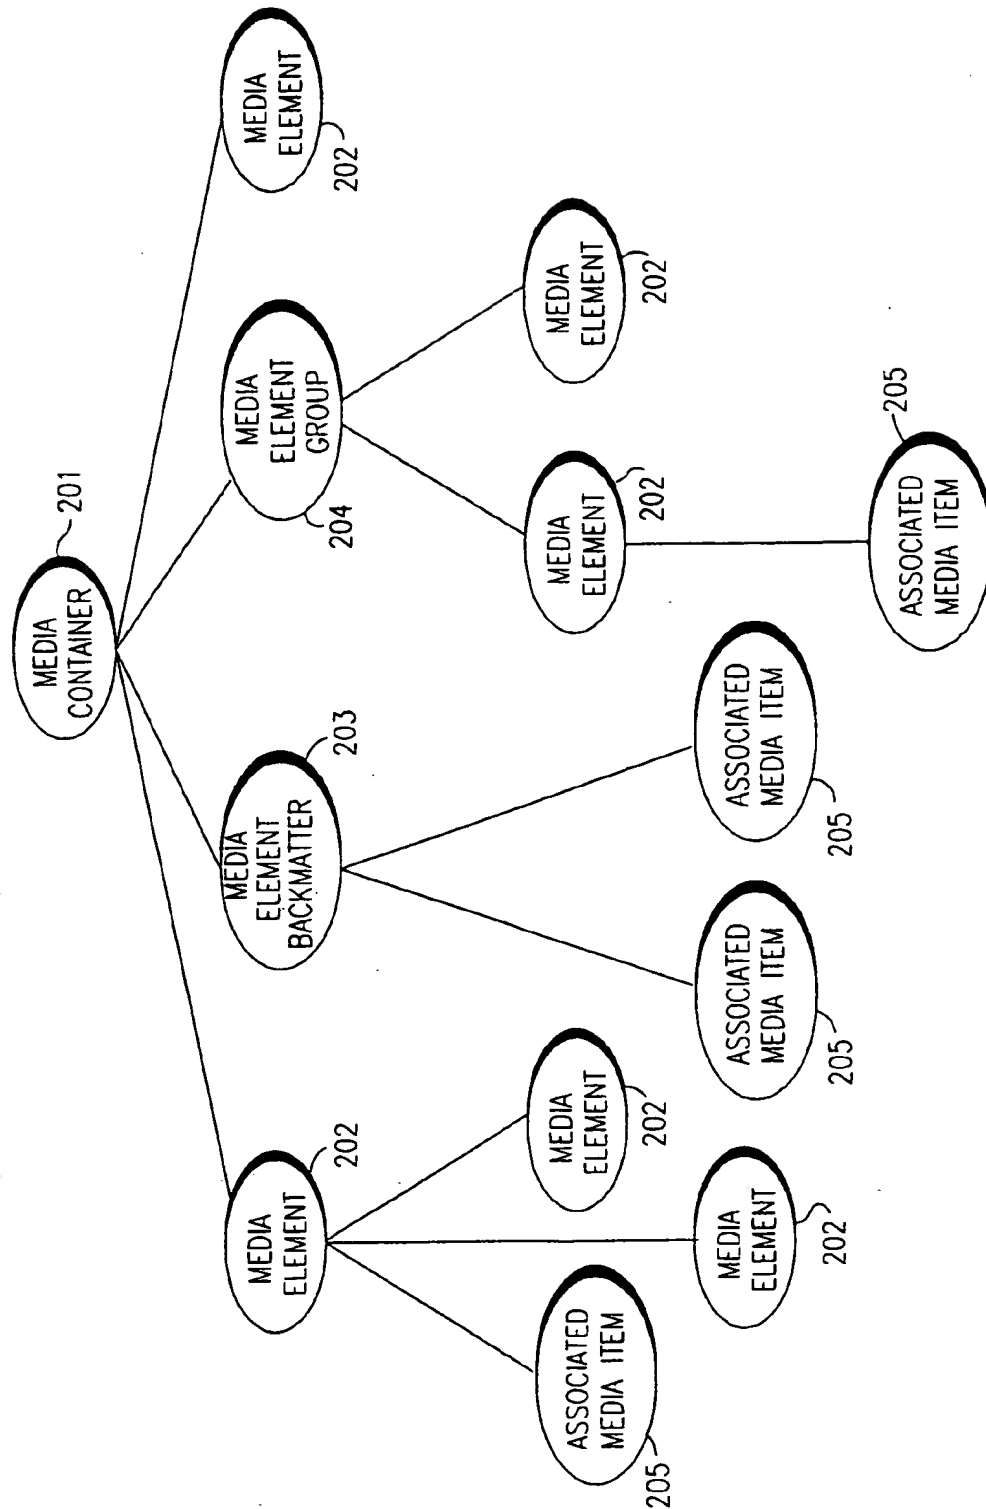 MEDIA
CONTAINER
201
MEDIA
ELEMENT
202
MEDIA
ELEMENT
BACKMATTER
203
MEDIA
ELEMENT
GROUP
204
MEDIA
ELEMENT
202
ASSOCIATED
MEDIA ITEM
205
MEDIA
ELEMENT
202
MEDIA
ELEMENT
202
ASSOCIATED
MEDIA ITEM
205
ASSOCIATED
MEDIA ITEM
205
MEDIA
ELEMENT
202
MEDIA
ELEMENT
202
ASSOCIATED
MEDIA ITEM
205